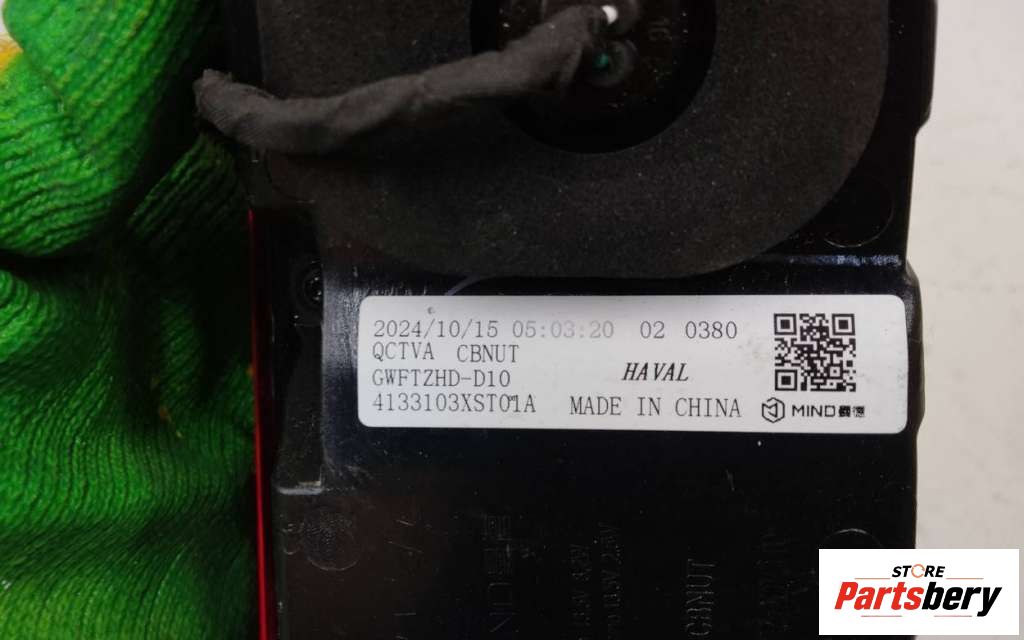 2024/10/15 05:03:20 02 0380
QCTVA CBNUT
GWFTZHD-D10
HAVAL
4133103XST01A MADE IN CHINA
MIND
CBNUT
STORE
Partsbery